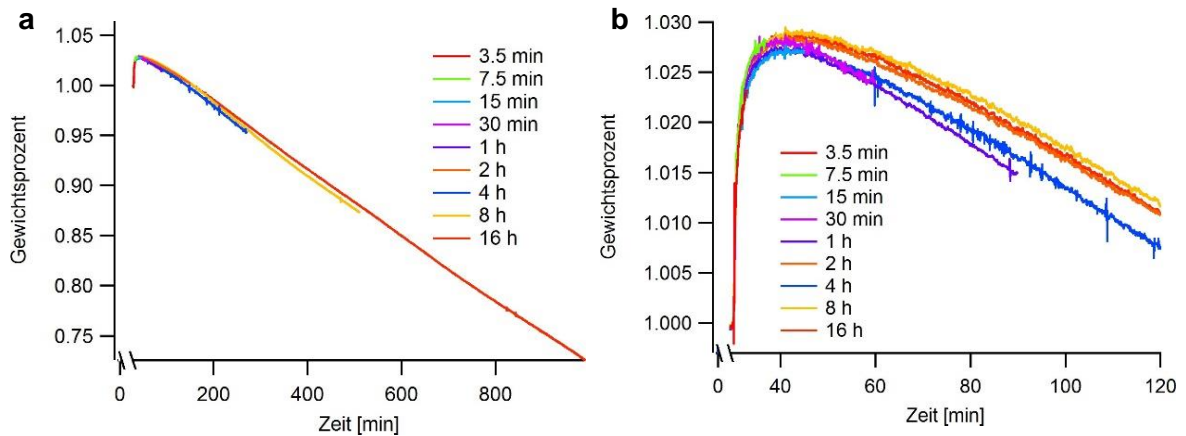 a
1.05
1.00
0.95
0.90
0.85
0.80
0.75
Gewichtsprozent
3.5 min
7.5 min
15 min
30 min
1 h
2 h
4 h
8 h
16 h
0
200
400
600
800
Zeit [min]
b
1.030
1.025
1.020
1.015
1.010
1.005
1.000
Gewichtsprozent
3.5 min
7.5 min
15 min
30 min
1 h
2 h
4 h
8 h
16 h
0
40
60
80
100
120
Zeit [min]